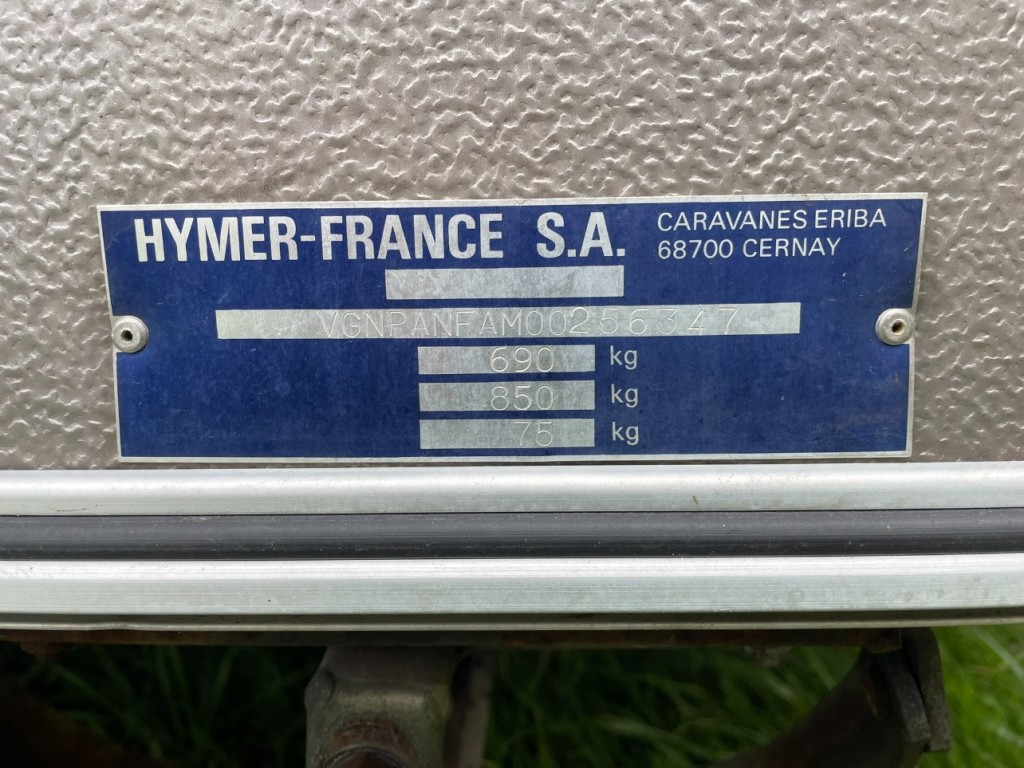 HYMER-FRANCE S.A.
CARAVANES ERIBA
68700 CERNAY
VGNPANFAM00256347
690 kg
850 kg
75 kg